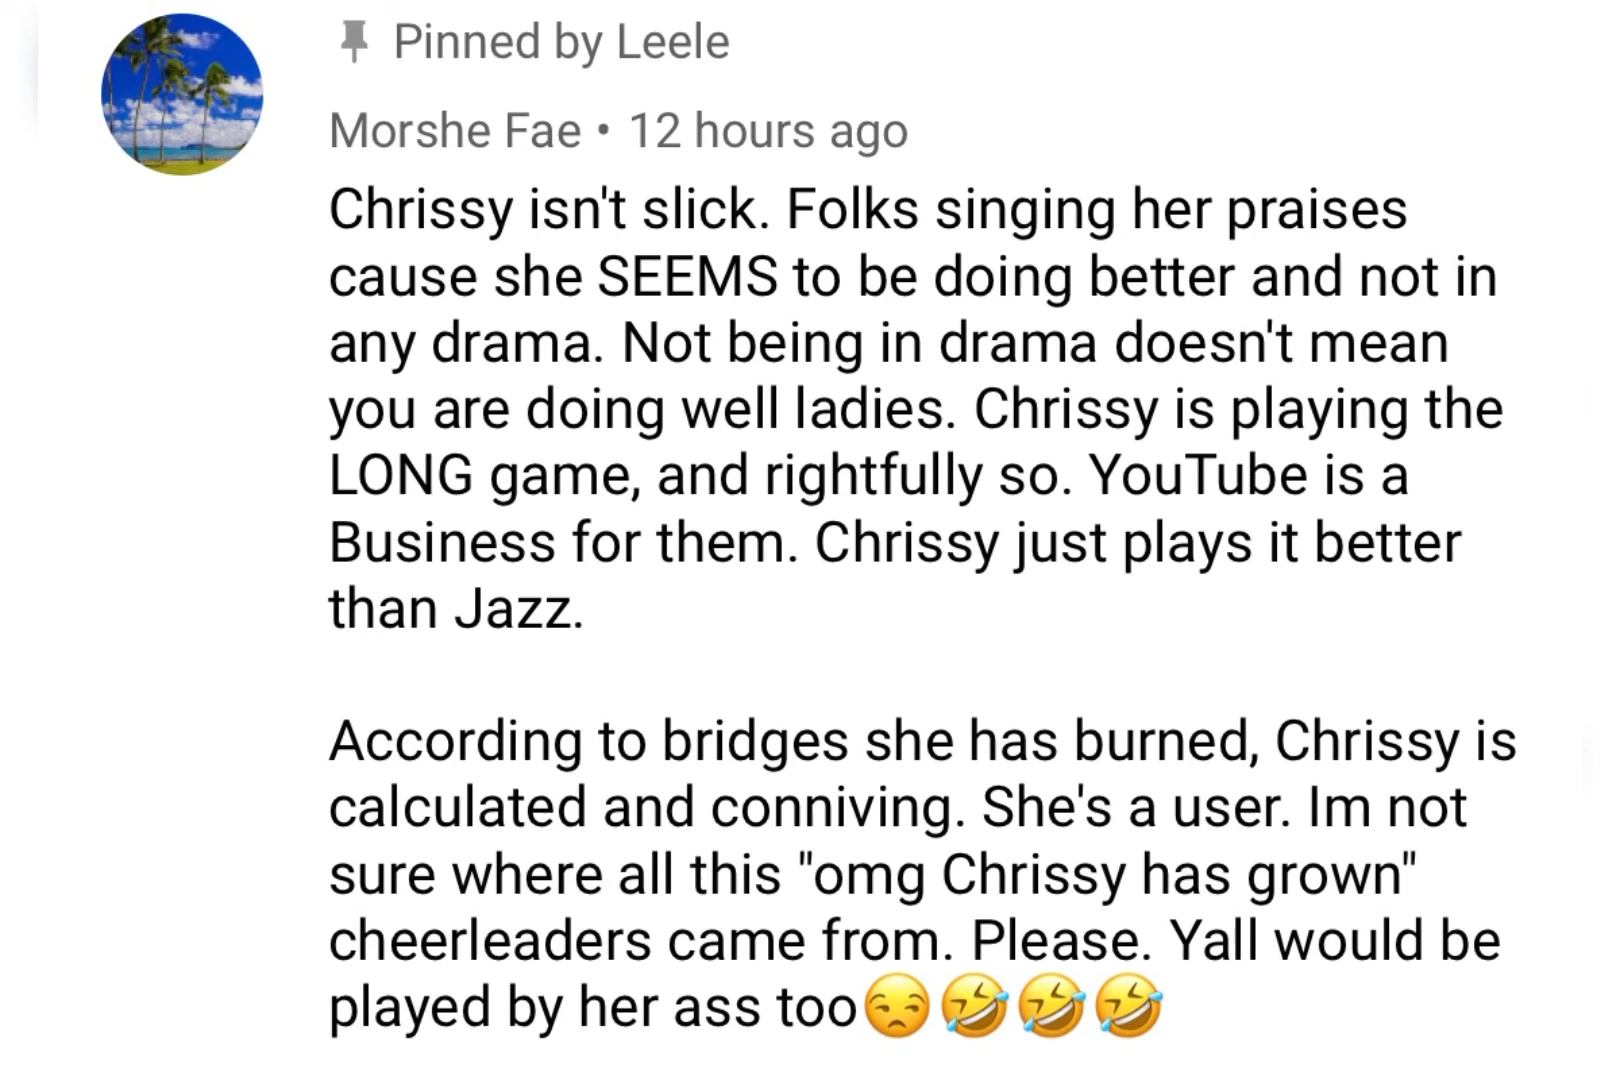 Pinned by Leele
Morshe Fae • 12 hours ago
Chrissy isn't slick. Folks singing her praises
cause she SEEMS to be doing better and not in
any drama. Not being in drama doesn't mean
you are doing well ladies. Chrissy is playing the
LONG game, and rightfully so. YouTube is a
Business for them. Chrissy just plays it better
than Jazz.
According to bridges she has burned, Chrissy is
calculated and conniving. She's a user. Im not
sure where all this "omg Chrissy has grown"
cheerleaders came from. Please. Yall would be
played by her ass too😒🤣🤣🤣